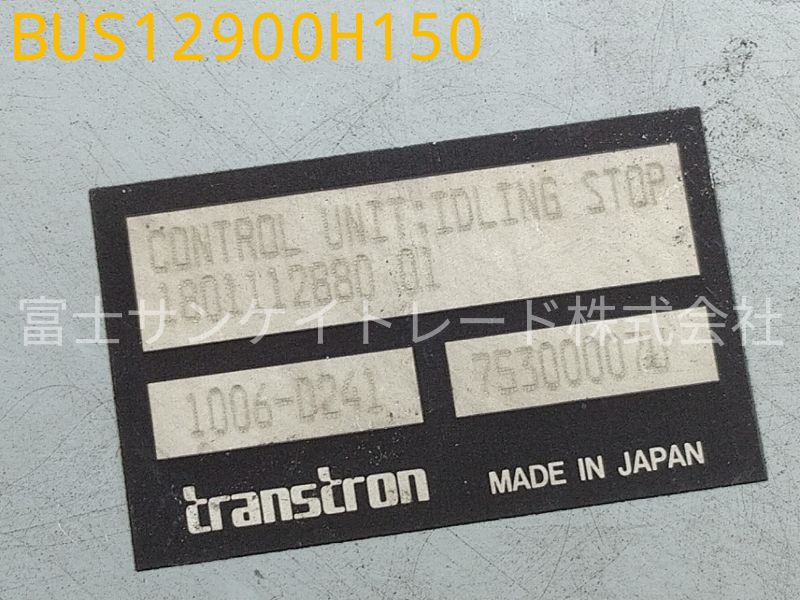 BUS12900H150
CONTROL UNIT:IDLING STOP
1801112880 01
富士サンケイトレード株式会社
1006-D241
transtron
MADE IN JAPAN